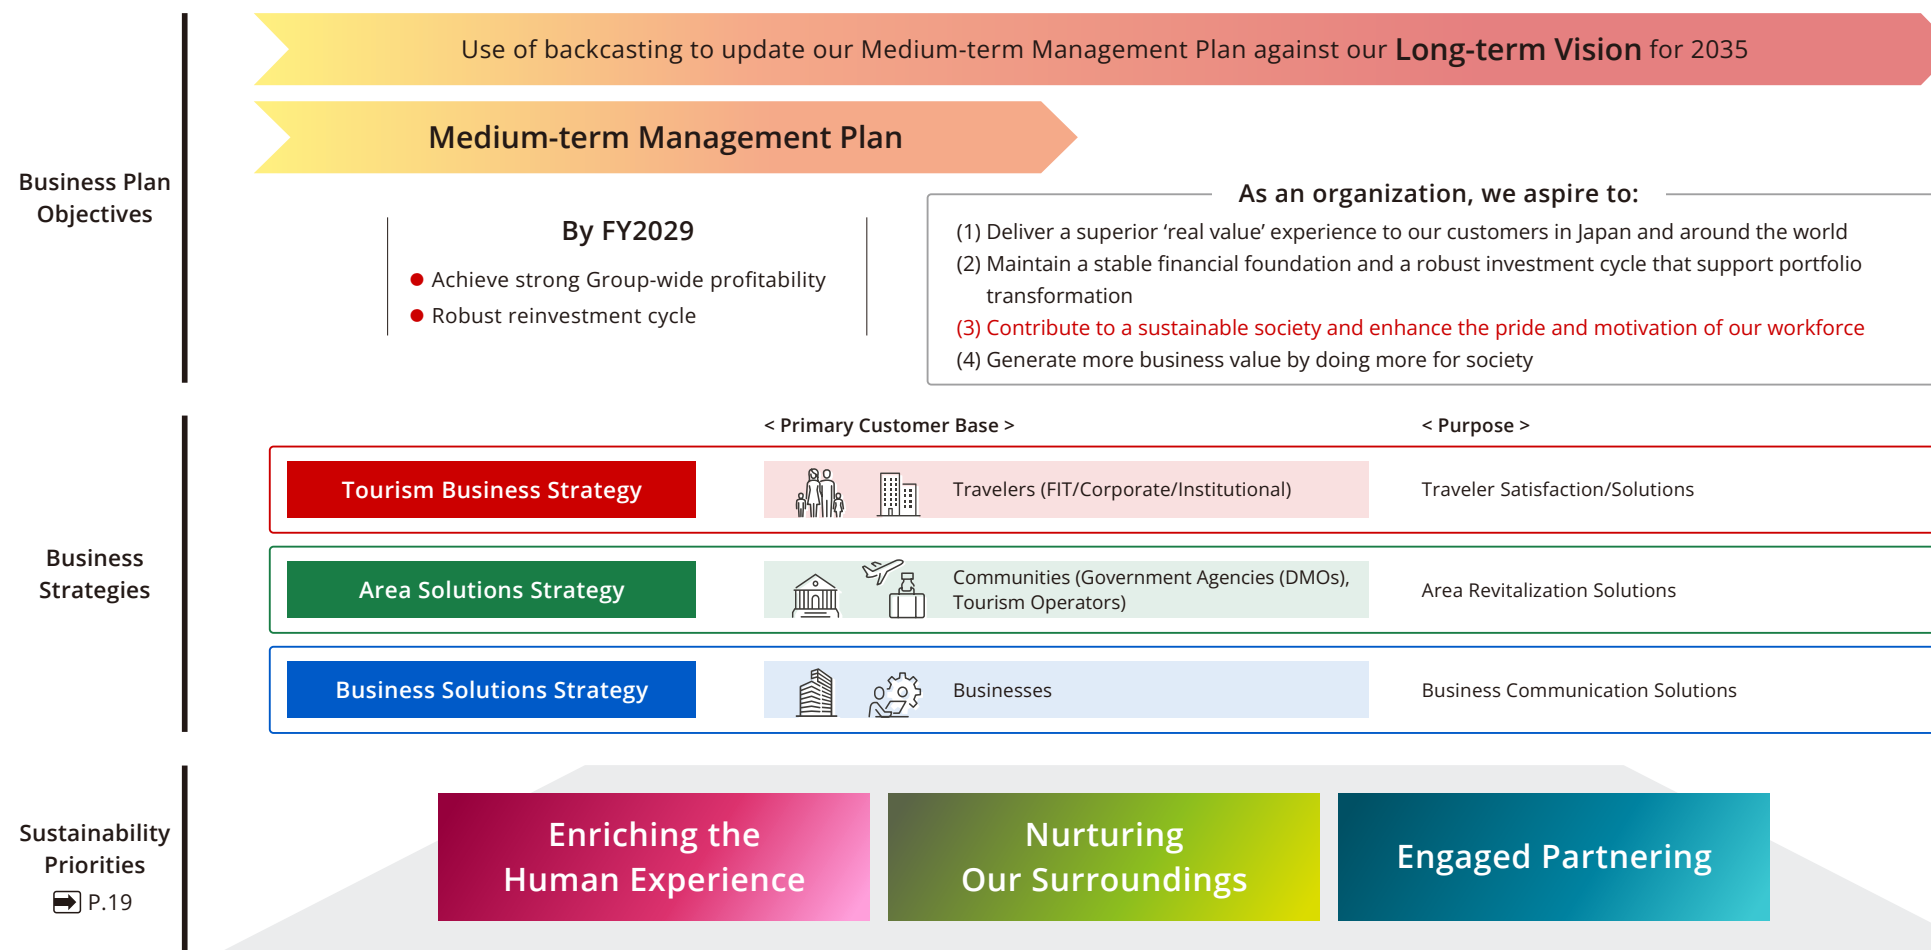 Use of backcasting to update our Medium-term Management Plan against our Long-term Vision for 2035
Medium-term Management Plan
Business Plan
Objectives
By FY2029
Achieve strong Group-wide profitability
Robust reinvestment cycle
As an organization, we aspire to:
(1) Deliver a superior ‘real value’ experience to our customers in Japan and around the world
(2) Maintain a stable financial foundation and a robust investment cycle that support portfolio
transformation
(3) Contribute to a sustainable society and enhance the pride and motivation of our workforce
(4) Generate more business value by doing more for society
Business
Strategies
< Primary Customer Base >
< Purpose >
Tourism Business Strategy
Travelers (FIT/Corporate/Institutional)
Traveler Satisfaction/Solutions
Area Solutions Strategy
Communities (Government Agencies (DMOs),
Tourism Operators)
Area Revitalization Solutions
Business Solutions Strategy
Businesses
Business Communication Solutions
Sustainability
Priorities
P.19
Enriching the
Human Experience
Nurturing
Our Surroundings
Engaged Partnering